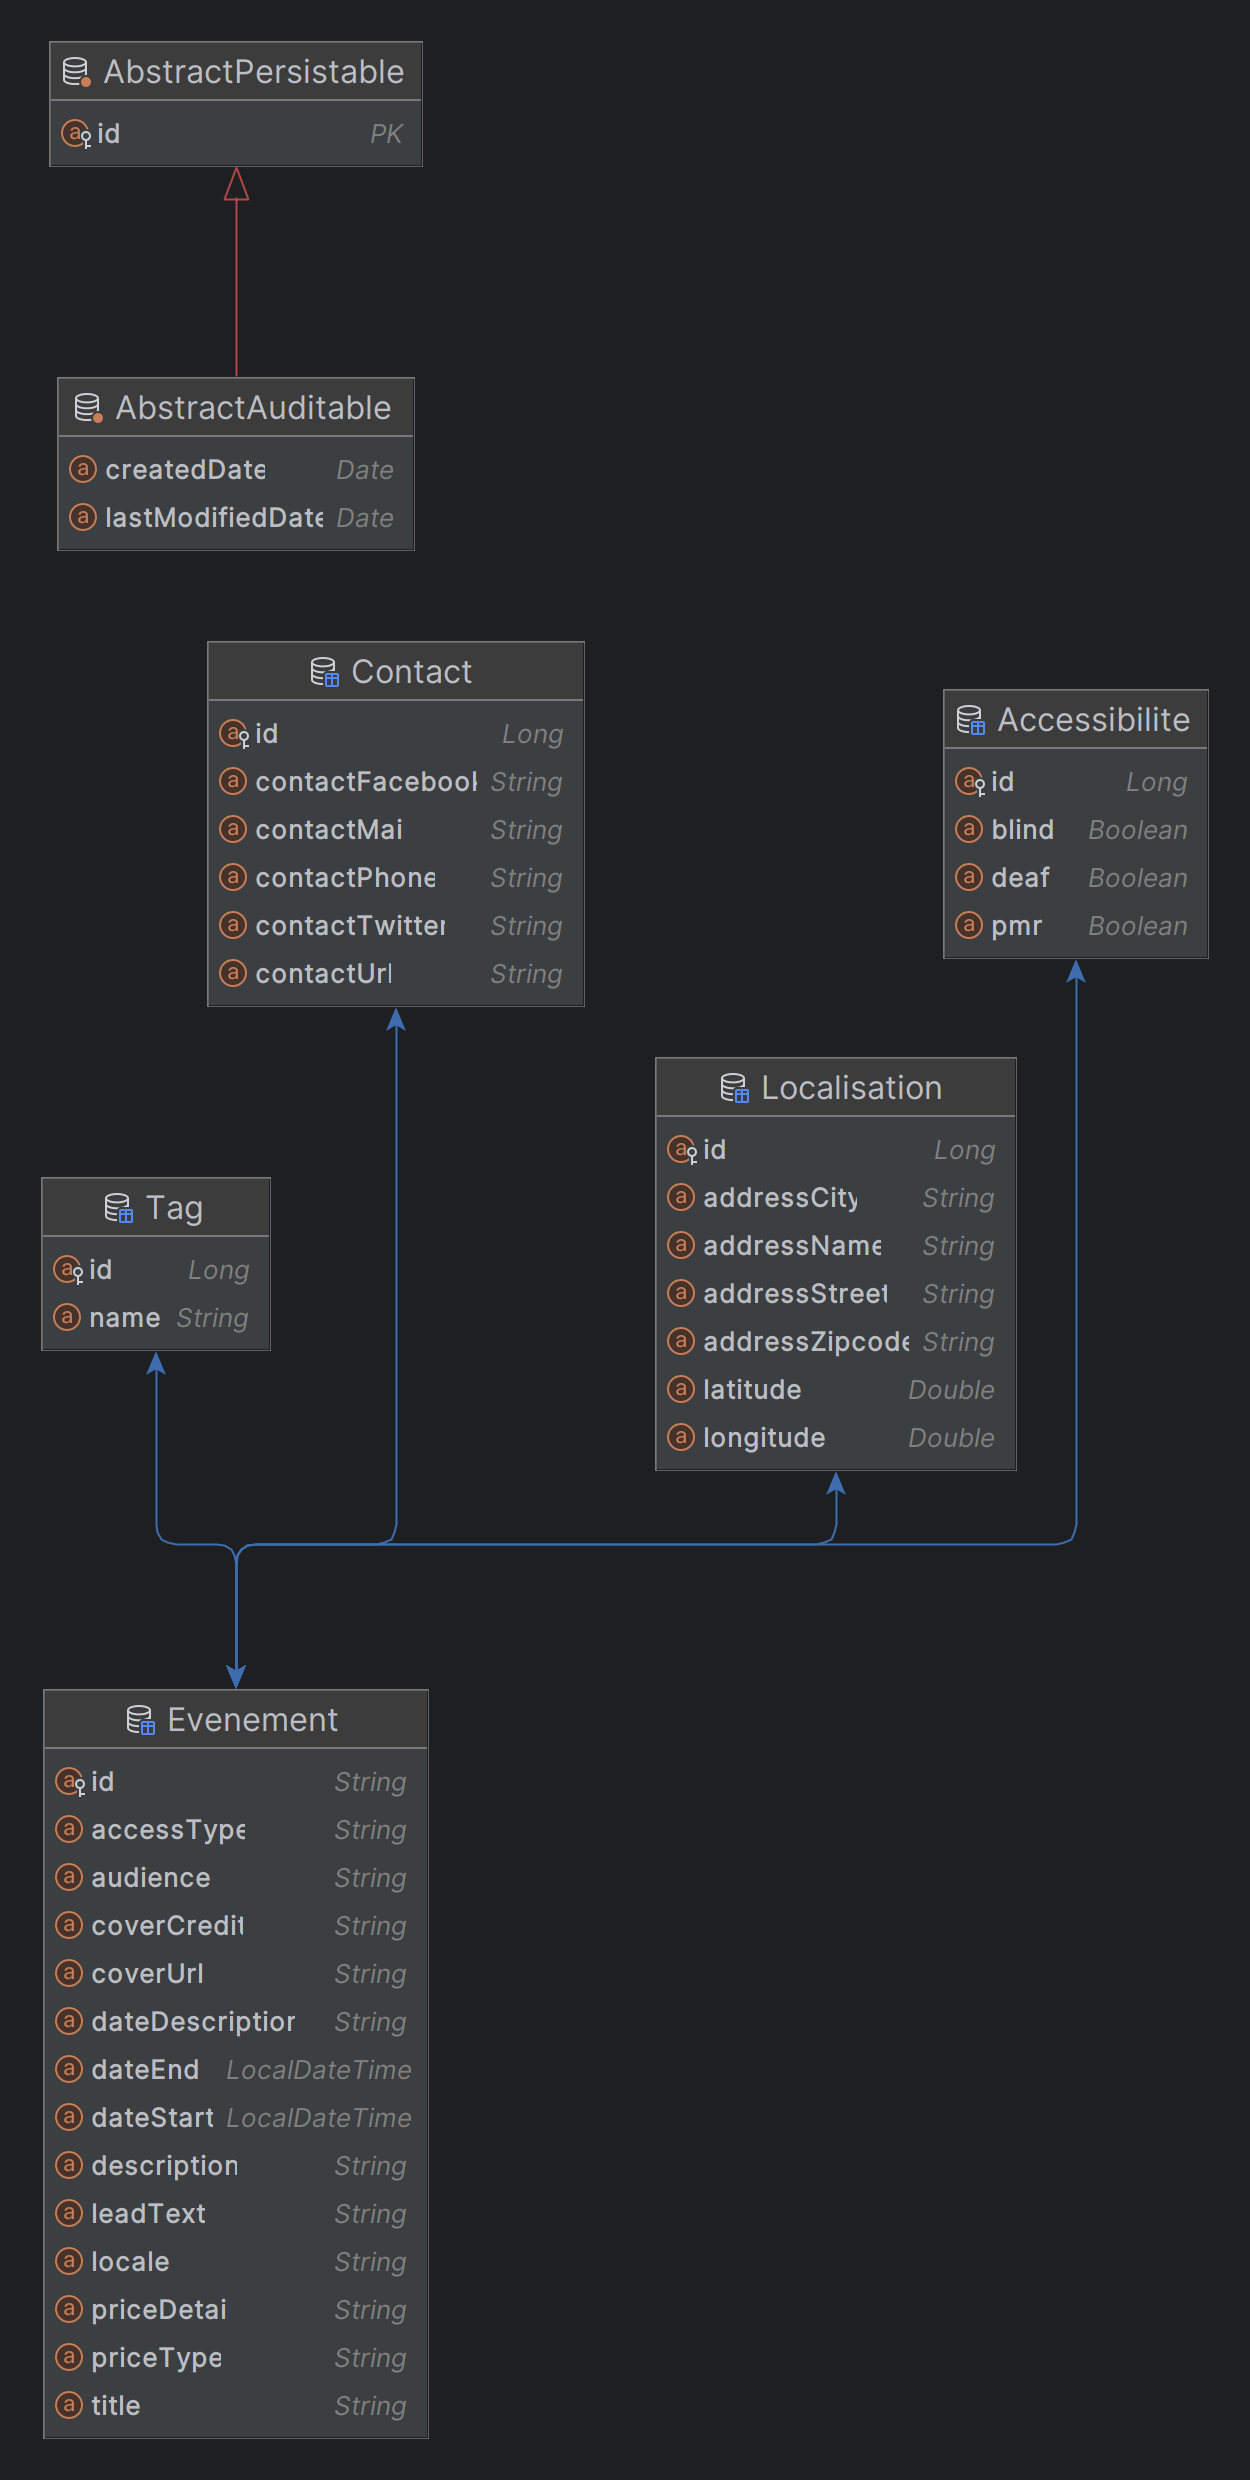 AbstractPersistable
id PK
AbstractAuditable
createdDate Date
lastModifiedDate Date
Contact
id Long
contactFacebook String
contactMai String
contactPhone String
contactTwitter String
contactUrl String
Accessibilite
id Long
blind Boolean
deaf Boolean
pmr Boolean
Localisation
id Long
addressCity String
addressName String
addressStreet String
addressZipcode String
latitude Double
longitude Double
Tag
id Long
name String
Evenement
id String
accessType String
audience String
coverCredit String
coverUrl String
dateDescription String
dateEnd LocalDateTime
dateStart LocalDateTime
description String
leadText String
locale String
priceDetai String
priceType String
title String